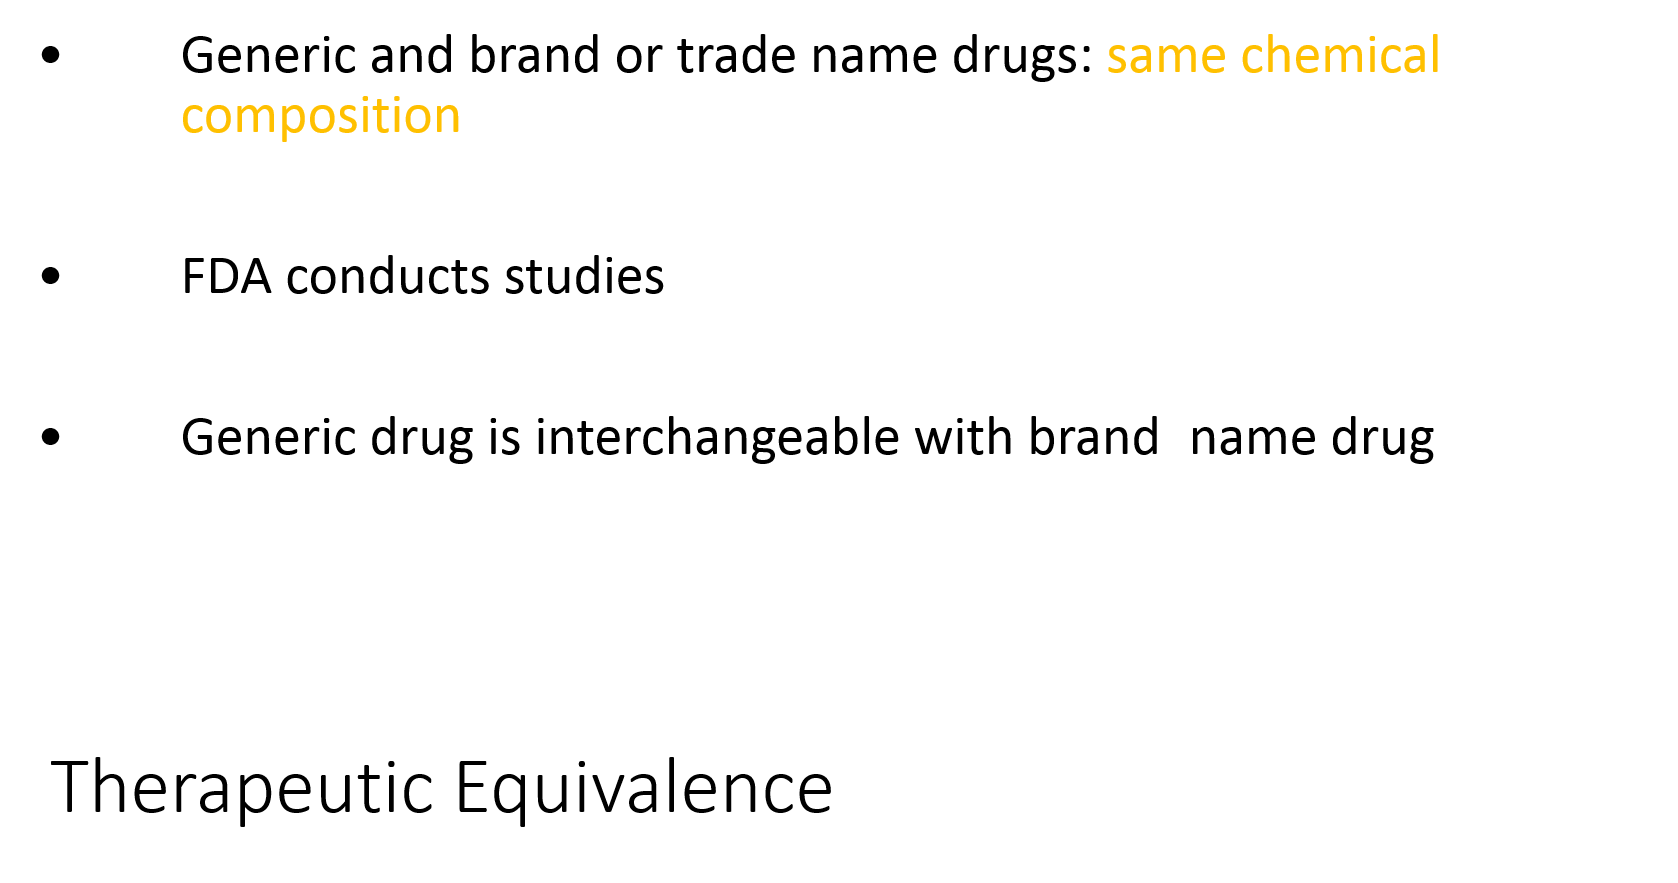 • Generic and brand or trade name drugs: same chemical
composition
• FDA conducts studies
• Generic drug is interchangeable with brand  name drug
Therapeutic Equivalence